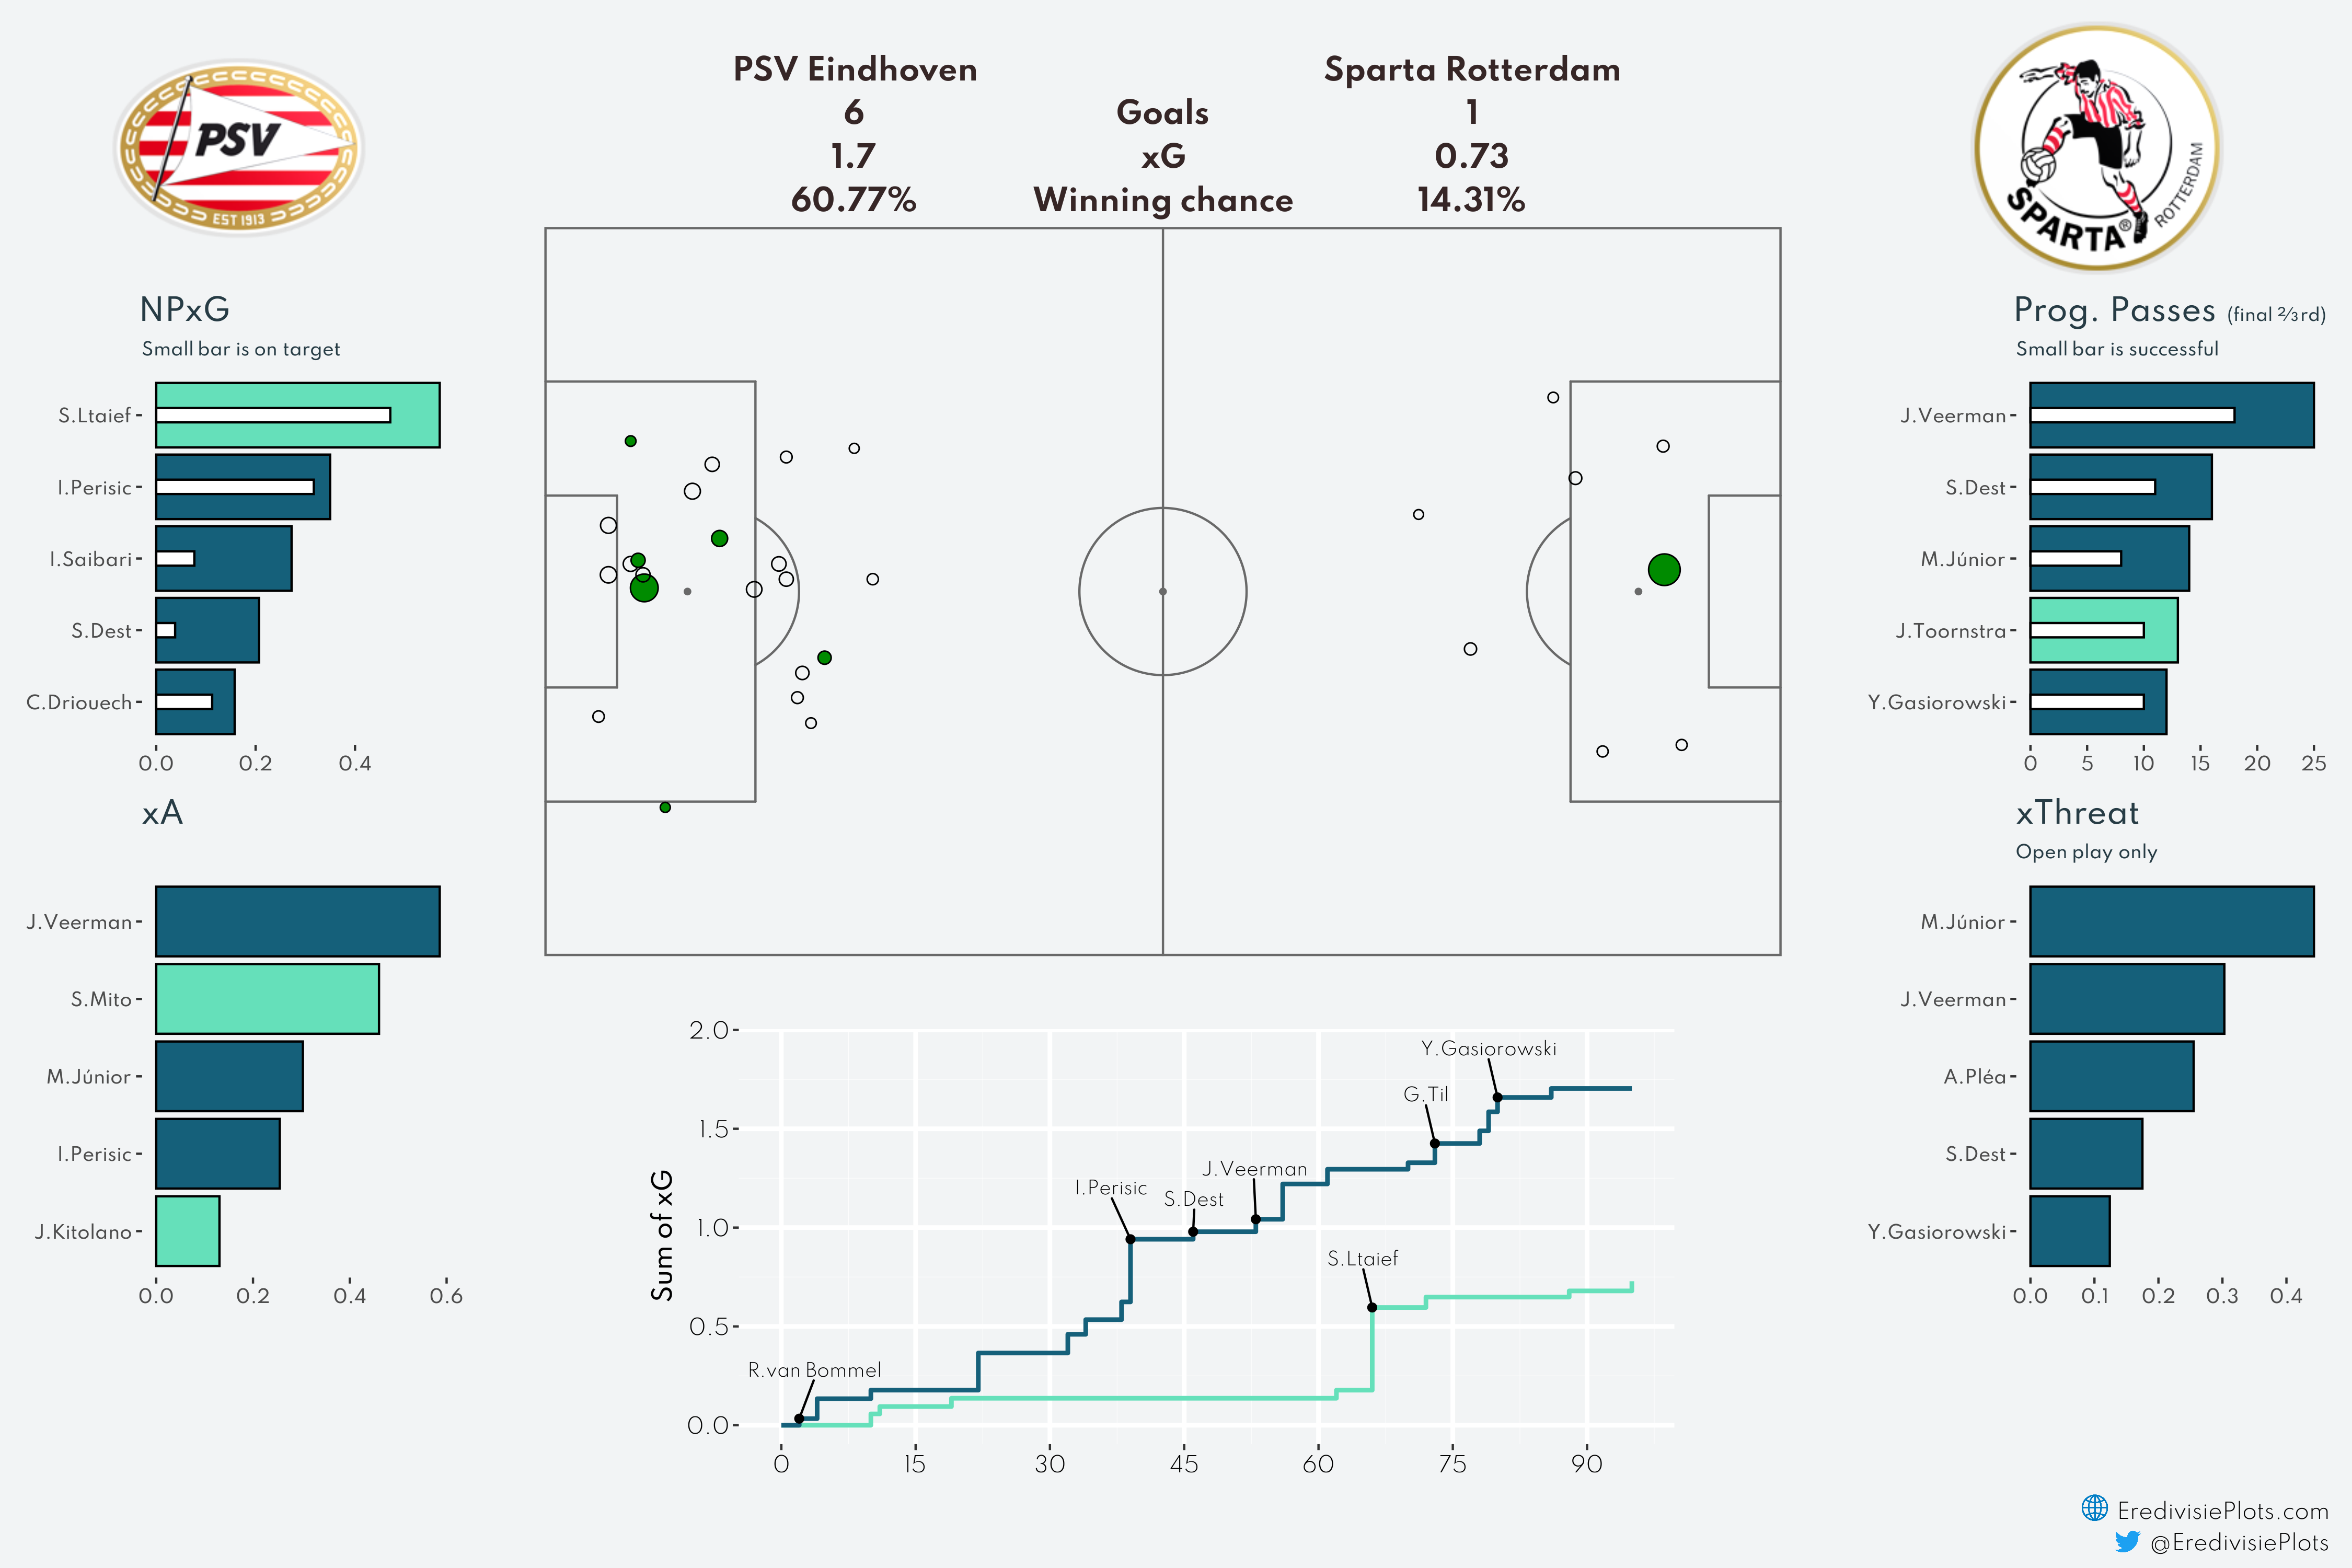 PSV Eindhoven
Sparta Rotterdam
6 Goals 1
1.7 xG 0.73
60.77% Winning chance 14.31%
PSV
EST 1913
SPARTA®
ROTTERDAM
NPxG
Small bar is on target
S.Ltaief
I.Perisic
I.Saibari
S.Dest
C.Driouech
0.0 0.2 0.4
xA
J.Veerman
S.Mito
M.Júnior
I.Perisic
J.Kitolano
0.0 0.2 0.4 0.6
Prog. Passes (final ⅔rd)
Small bar is successful
J.Veerman
S.Dest
M.Júnior
J.Toornstra
Y.Gasiorowski
0 5 10 15 20 25
xThreat
Open play only
M.Júnior
J.Veerman
A.Pléa
S.Dest
Y.Gasiorowski
0.0 0.1 0.2 0.3 0.4
Sum of xG
2.0
1.5
1.0
0.5
0.0
Y.Gasiorowski
G.Til
J.Veerman
I.Perisic
S.Dest
S.Ltaief
R.van Bommel
0 15 30 45 60 75 90
EredivisiePlots.com
@EredivisiePlots